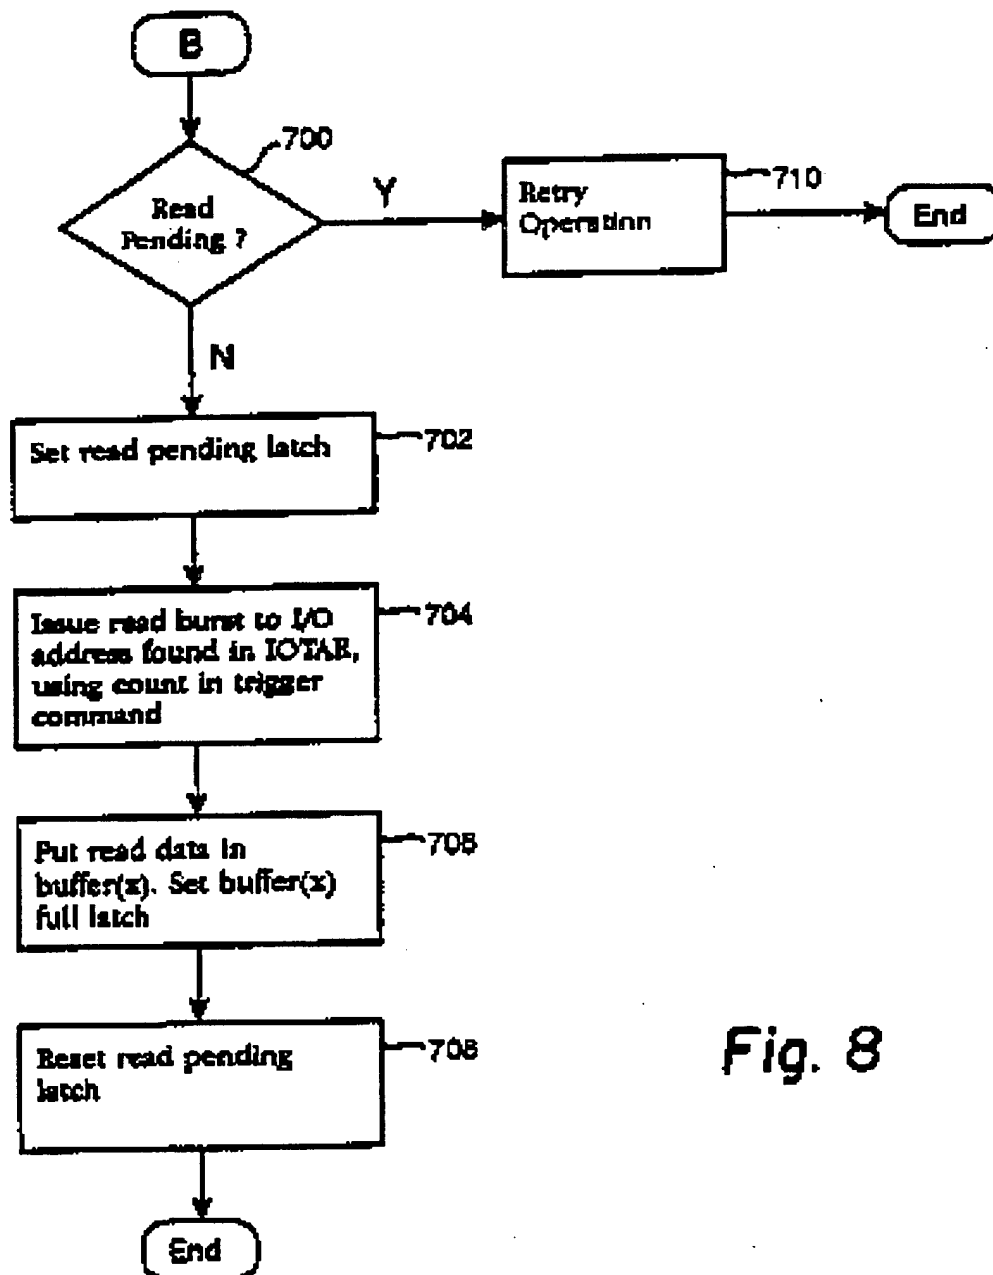 B
700
Read
Pending ?
Y
Retry
Operation
710
End
N
Set read pending latch
702
Issue read burst to I/O
address found in IOTAR,
using count in trigger
command
704
Put read data in
buffer(x). Set buffer(x)
full latch
706
Reset read pending
latch
708
Fig. 8
End